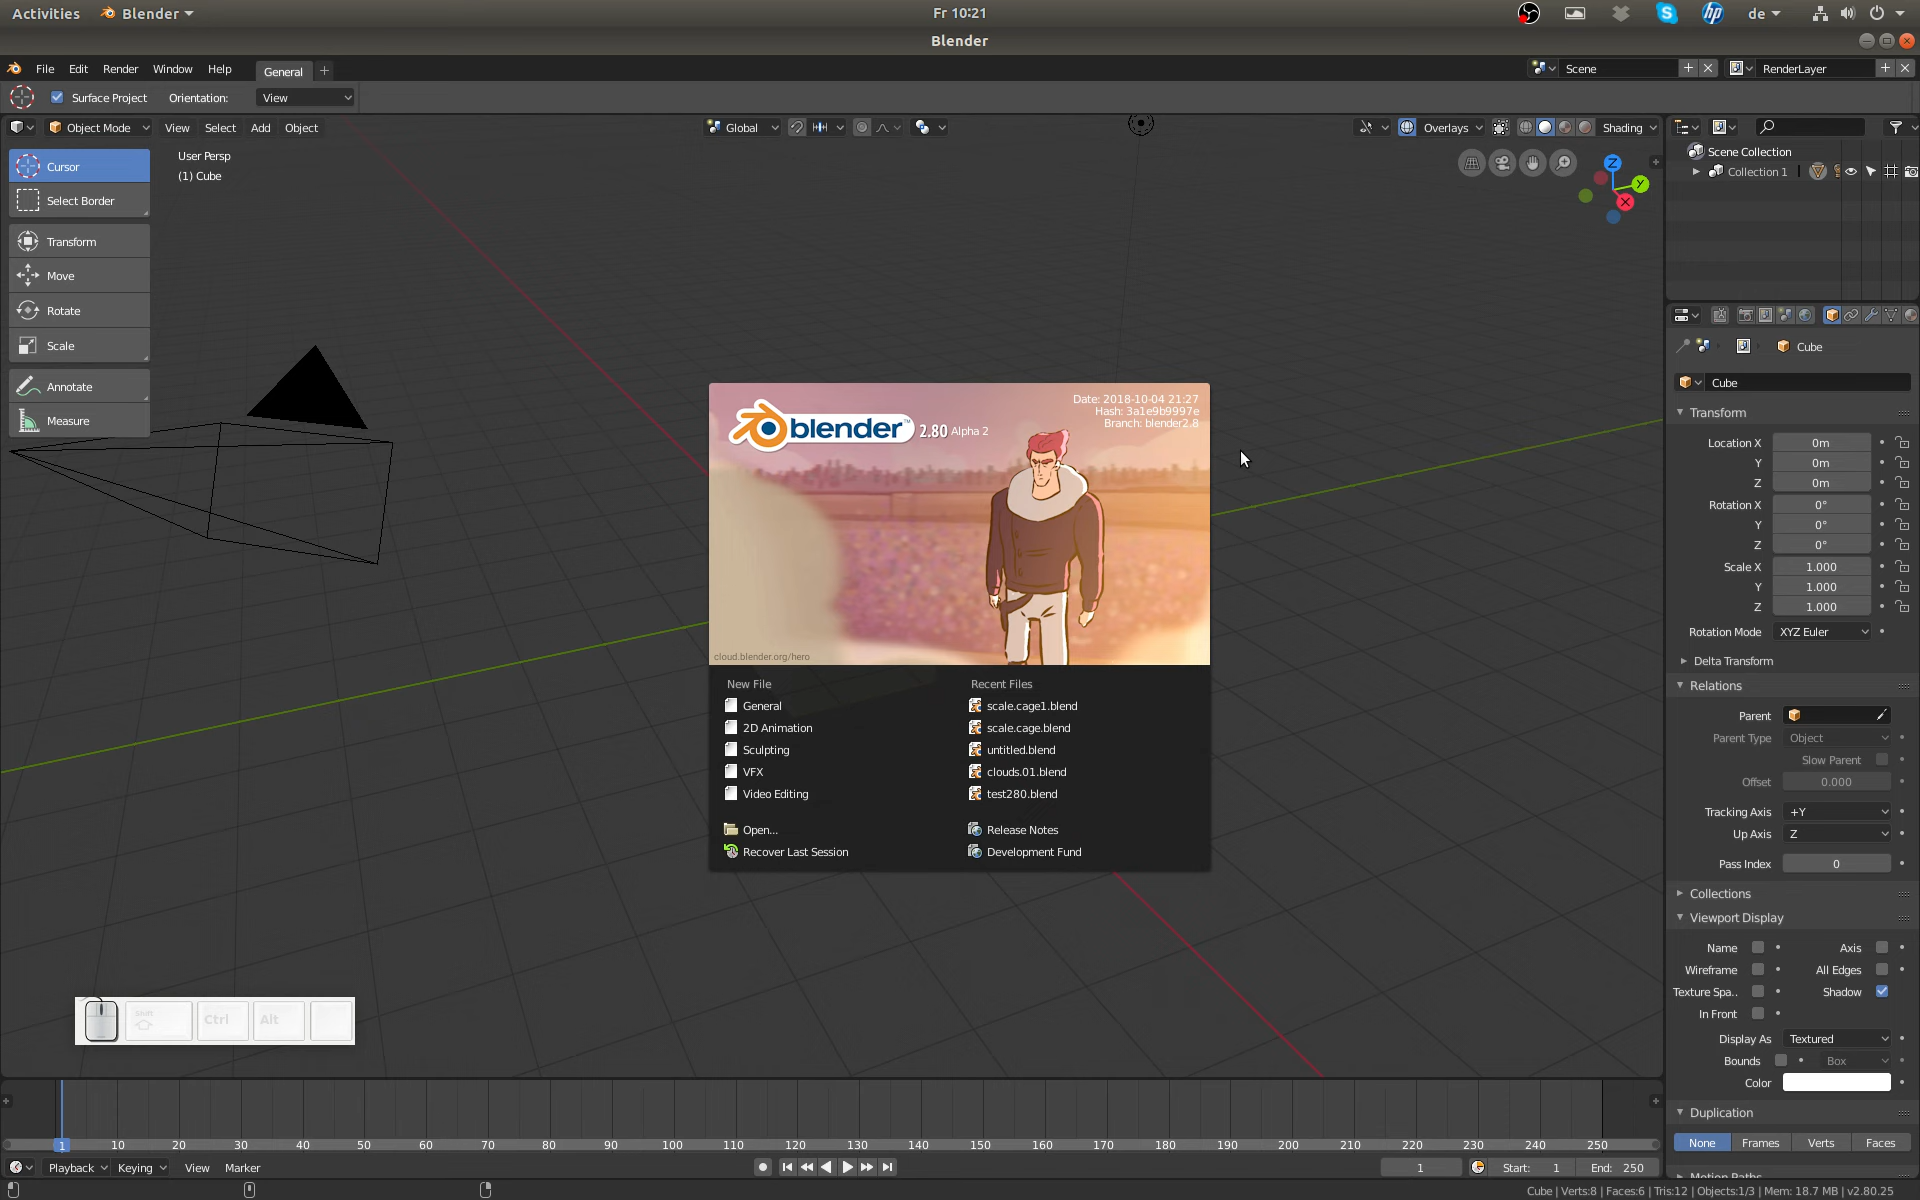 Activities Blender Fr 10:21 de
Blender
File Edit Render Window Help General Scene RenderLayer
Surface Project Orientation: View
Object Mode View Select Add Object Global Overlays Shading
User Persp
(1) Cube
Cursor
Select Border
Transform
Move
Rotate
Scale
Annotate
Measure
Z
Y
X
Scene Collection
Collection 1
Cube
Cube
Transform
Location X 0m
Y 0m
Z 0m
Rotation X 0°
Y 0°
Z 0°
Scale X 1.000
Y 1.000
Z 1.000
Rotation Mode XYZ Euler
Delta Transform
Relations
Parent
Parent Type Object
Slow Parent
Offset 0.000
Tracking Axis +Y
Up Axis Z
Pass Index 0
Collections
Viewport Display
Name Axis
Wireframe All Edges
Texture Spa.. Shadow
In Front
Display As Textured
Bounds Box
Color
Duplication
None Frames Verts Faces
Motion Paths
blender™ 2.80 Alpha 2
Date: 2018-10-04 21:27
Hash: 3a1e9b9997e
Branch: blender2.8
cloud.blender.org/hero
New File
General
2D Animation
Sculpting
VFX
Video Editing
Open...
Recover Last Session
Recent Files
scale.cage1.blend
scale.cage.blend
untitled.blend
clouds.01.blend
test280.blend
Release Notes
Development Fund
Shift Ctrl Alt
1 10 20 30 40 50 60 70 80 90 100 110 120 130 140 150 160 170 180 190 200 210 220 230 240 250
Playback Keying View Marker 1 Start: 1 End: 250
Cube | Verts:8 | Faces:6 | Tris:12 | Objects:1/3 | Mem: 18.7 MB | v2.80.25